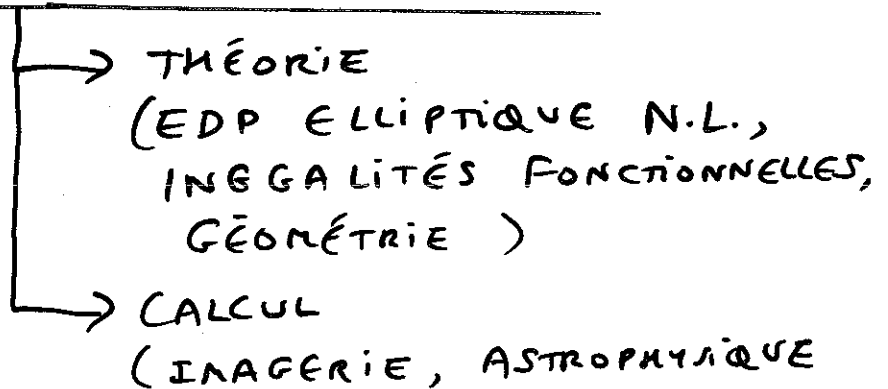 → THÉORIE
(EDP ELLIPTIQUE N.L.,
INEGALITÉS FONCTIONNELLES,
GÉOMÉTRIE )
→ CALCUL
(IMAGERIE, ASTROPHYSIQUE